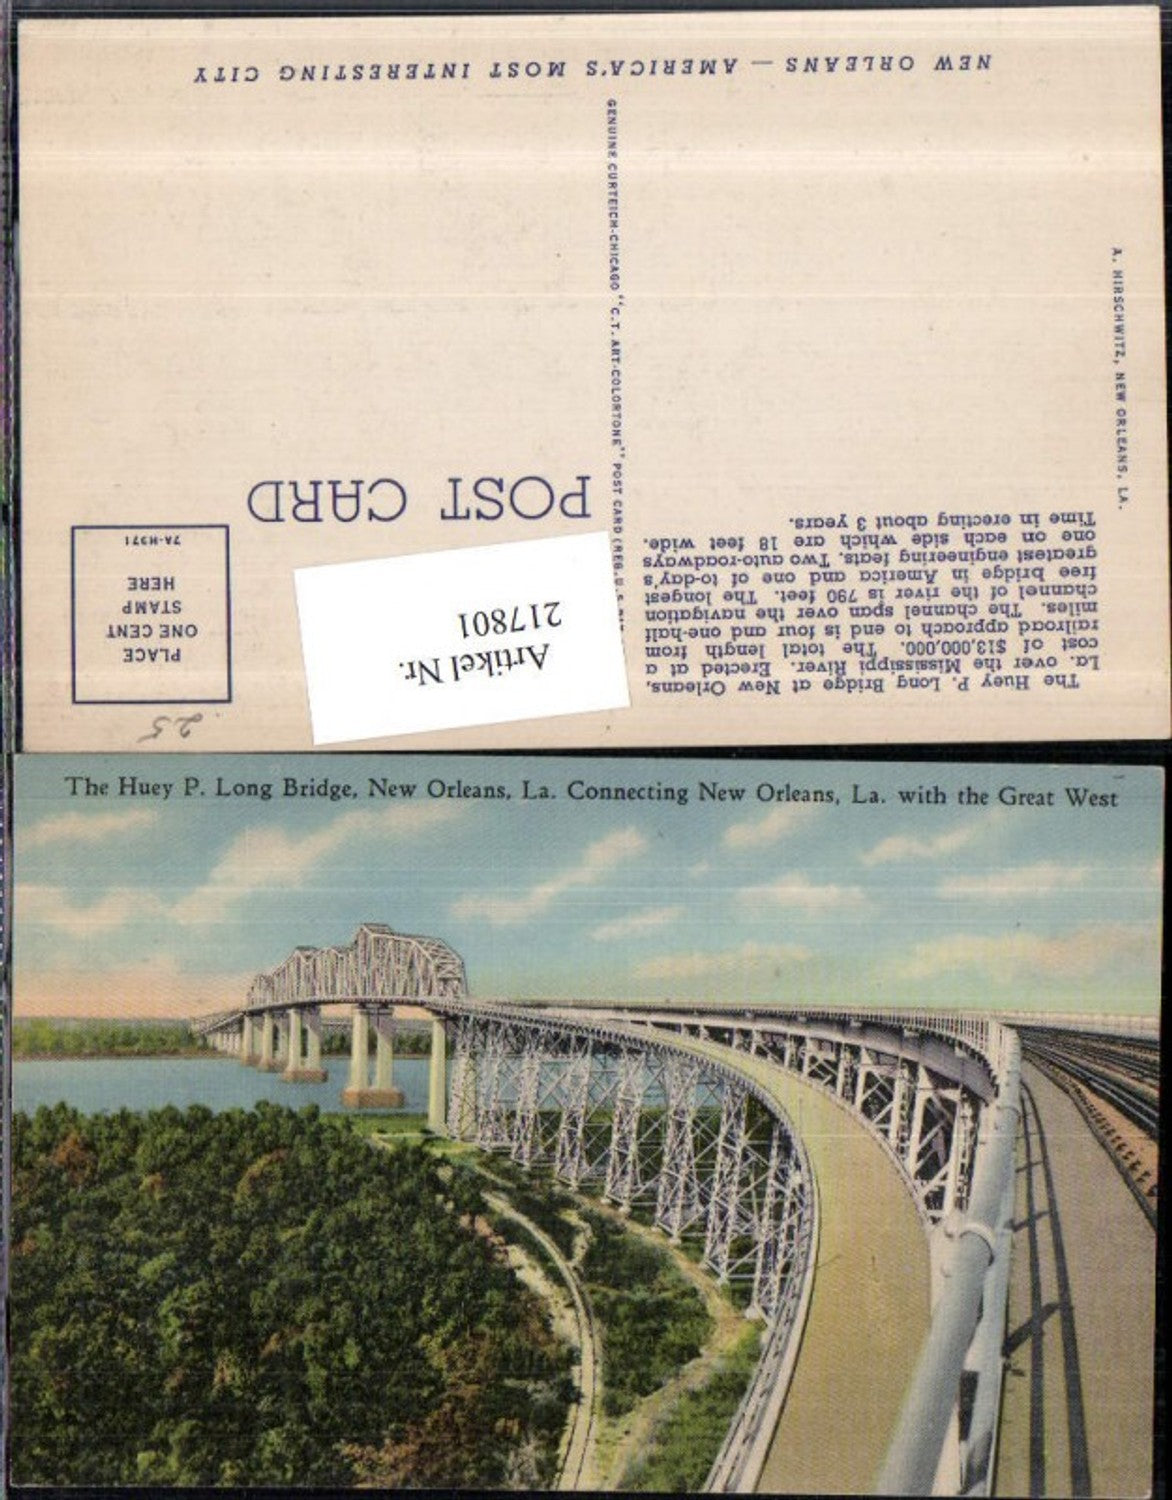 NEW ORLEANS — AMERICA'S MOST INTERESTING CITY
GENUINE CURTEICH-CHICAGO "C.T. ART-COLORTONE" POST CARD (REG. U.S.
A. HIRSCHWITZ, NEW ORLEANS, LA.
POST CARD
PLACE
ONE CENT
STAMP
HERE
7A-H371
The Huey P. Long Bridge at New Orleans,
La. over the Mississippi River. Erected at a
cost of $13,000,000. The total length from
railroad approach to end is four and one-half
miles. The channel span over the navigation
channel of the river is 790 feet. The longest
free bridge in America and one of to-day's
greatest engineering feats. Two auto-roadways
one on each side which are 18 feet wide.
Time in erecting about 3 years.
Artikel Nr.
217801
25
The Huey P. Long Bridge, New Orleans, La. Connecting New Orleans, La. with the Great West